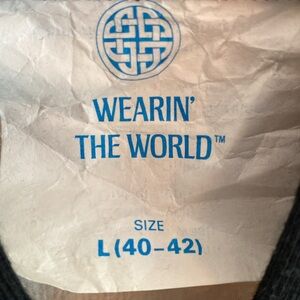 WEARIN'
THE WORLD™
SIZE
L (40-42)